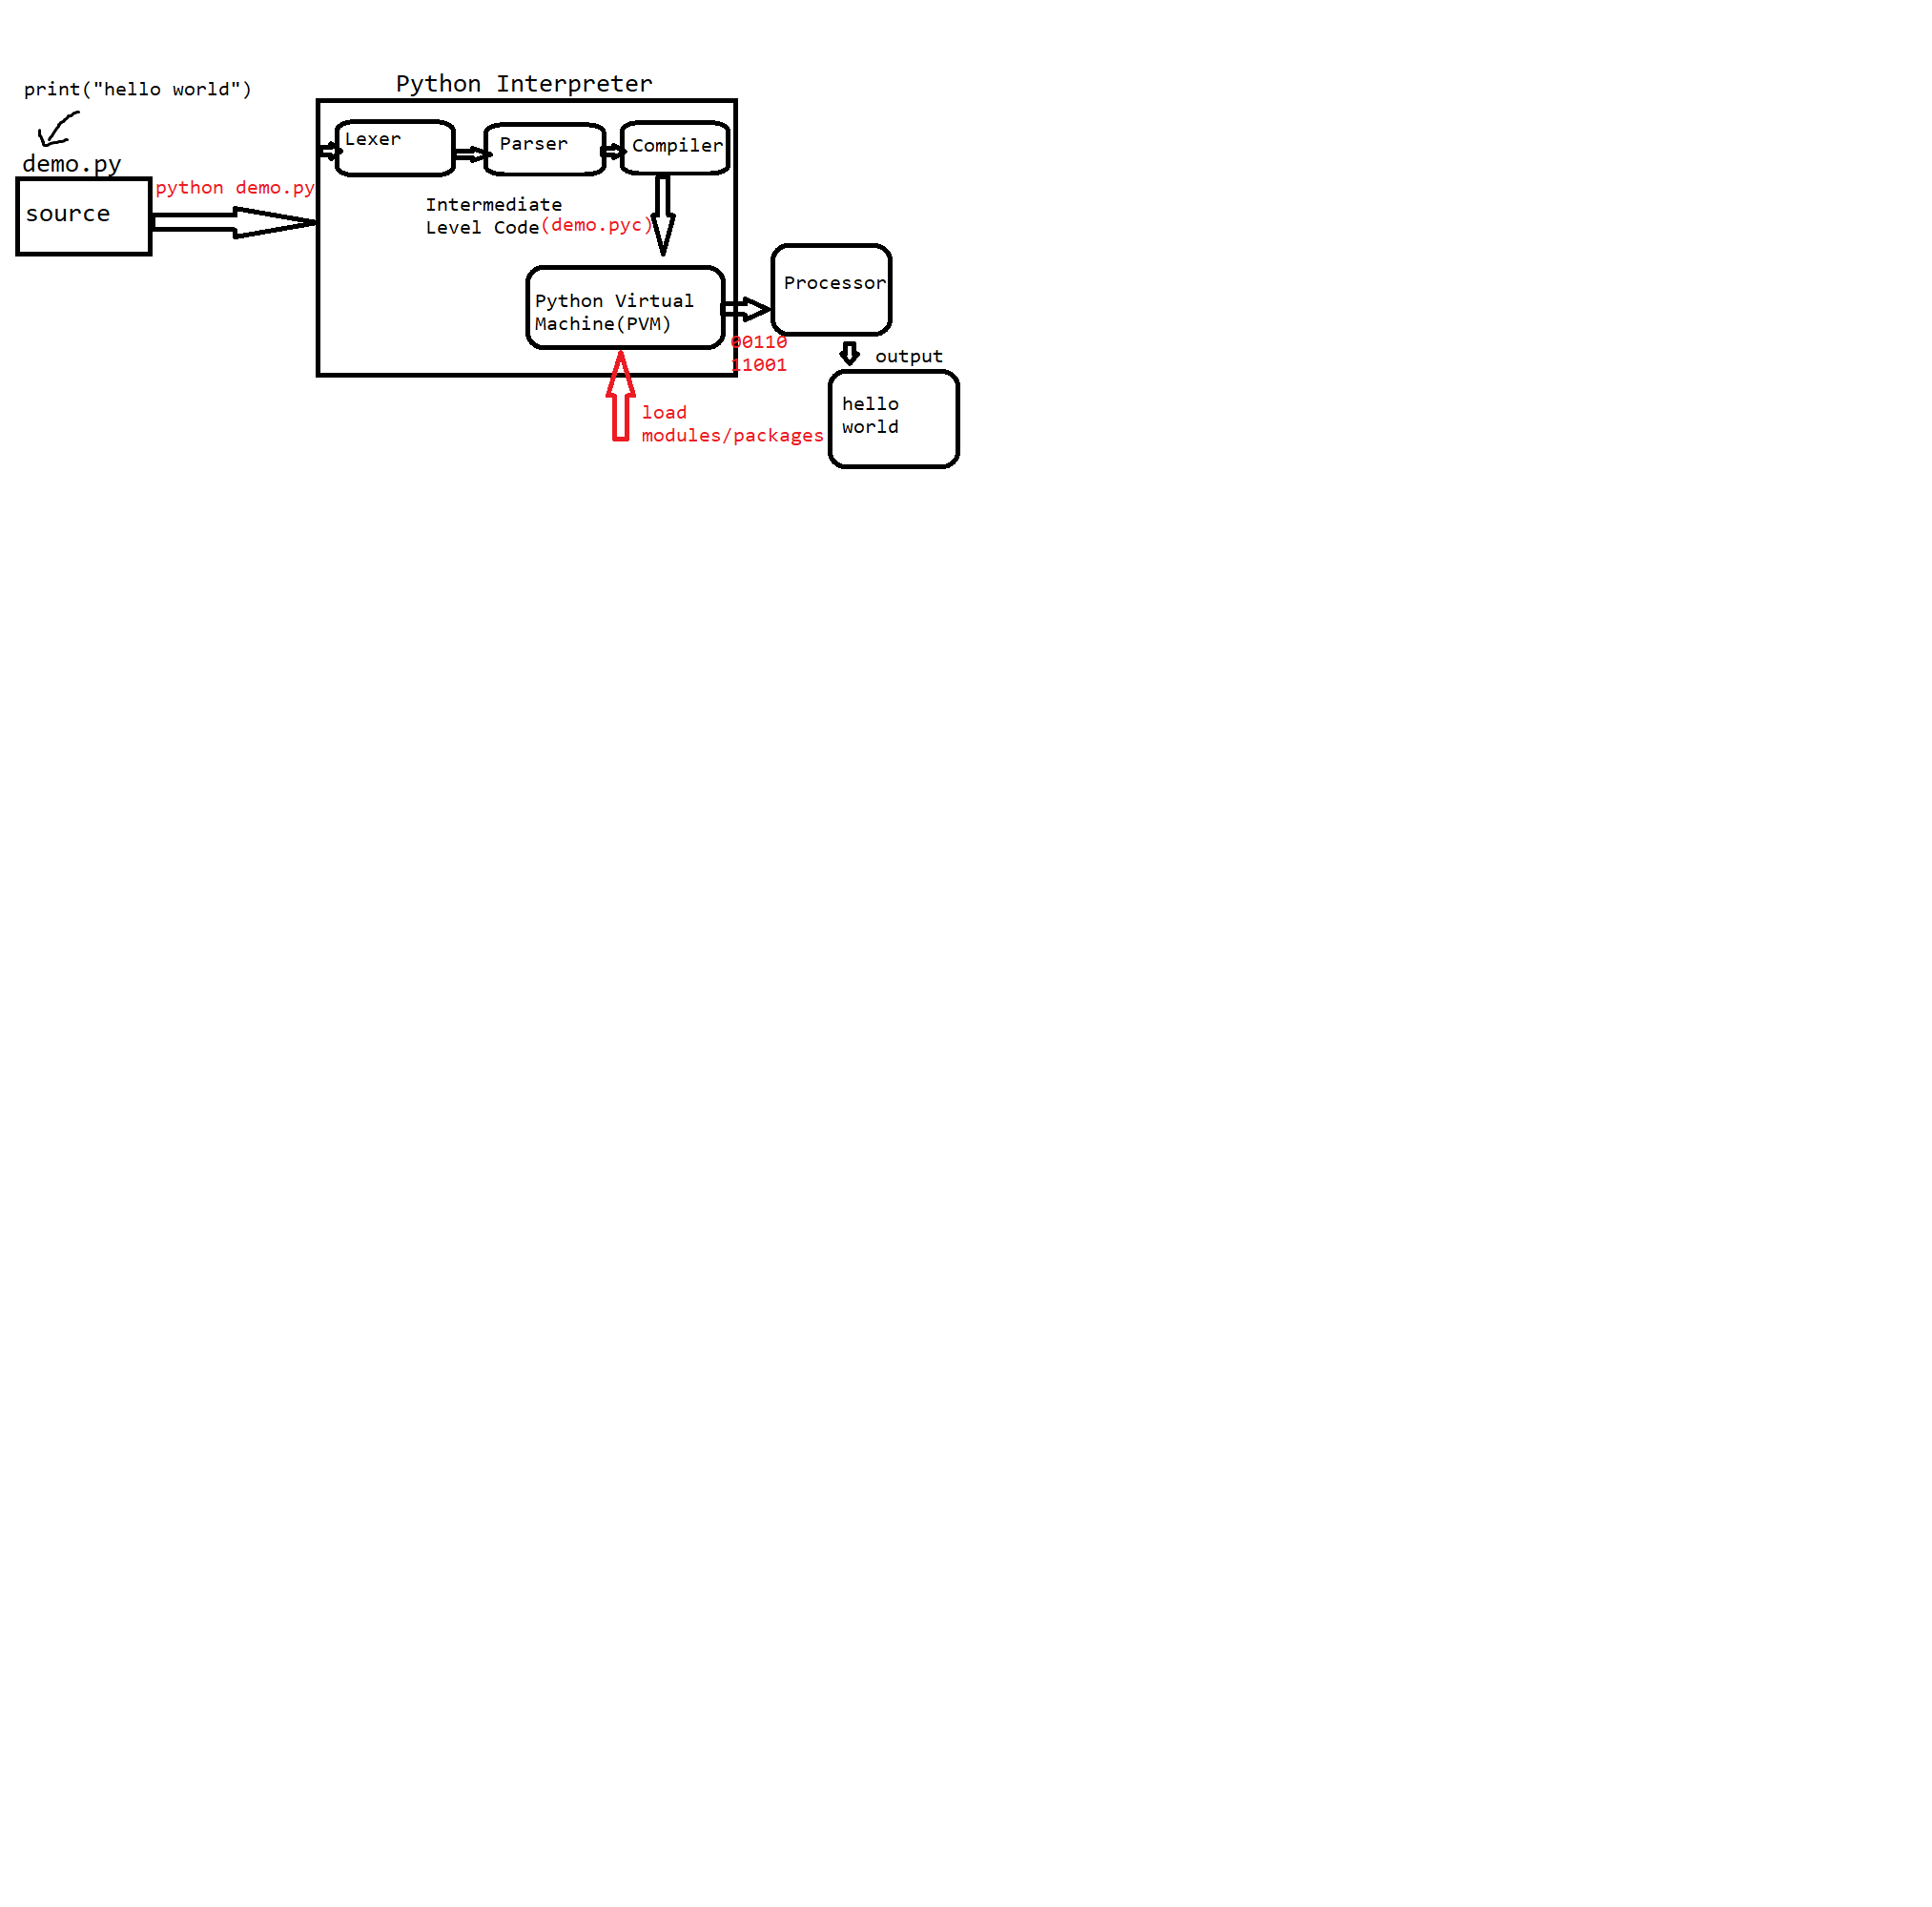 print("hello world")
demo.py
source
python demo.py
Python Interpreter
Lexer
Parser
Compiler
Intermediate
Level Code(demo.pyc)
Python Virtual
Machine(PVM)
load
modules/packages
00110
11001
Processor
output
hello
world